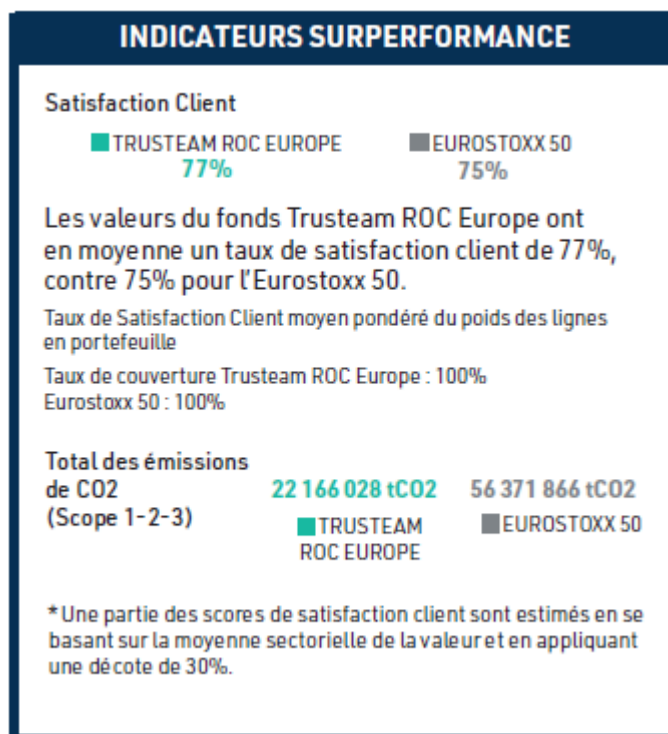 INDICATEURS SURPERFORMANCE
Satisfaction Client
TRUSTEAM ROC EUROPE EUROSTOXX 50
77% 75%
Les valeurs du fonds Trusteam ROC Europe ont
en moyenne un taux de satisfaction client de 77%,
contre 75% pour l'Eurostoxx 50.
Taux de Satisfaction Client moyen pondéré du poids des lignes
en portefeuille
Taux de couverture Trusteam ROC Europe : 100%
Eurostoxx 50 : 100%
Total des émissions
de CO2 22 166 028 tCO2 56 371 866 tCO2
(Scope 1-2-3) TRUSTEAM EUROSTOXX 50
ROC EUROPE
*Une partie des scores de satisfaction client sont estimés en se
basant sur la moyenne sectorielle de la valeur et en appliquant
une décote de 30%.